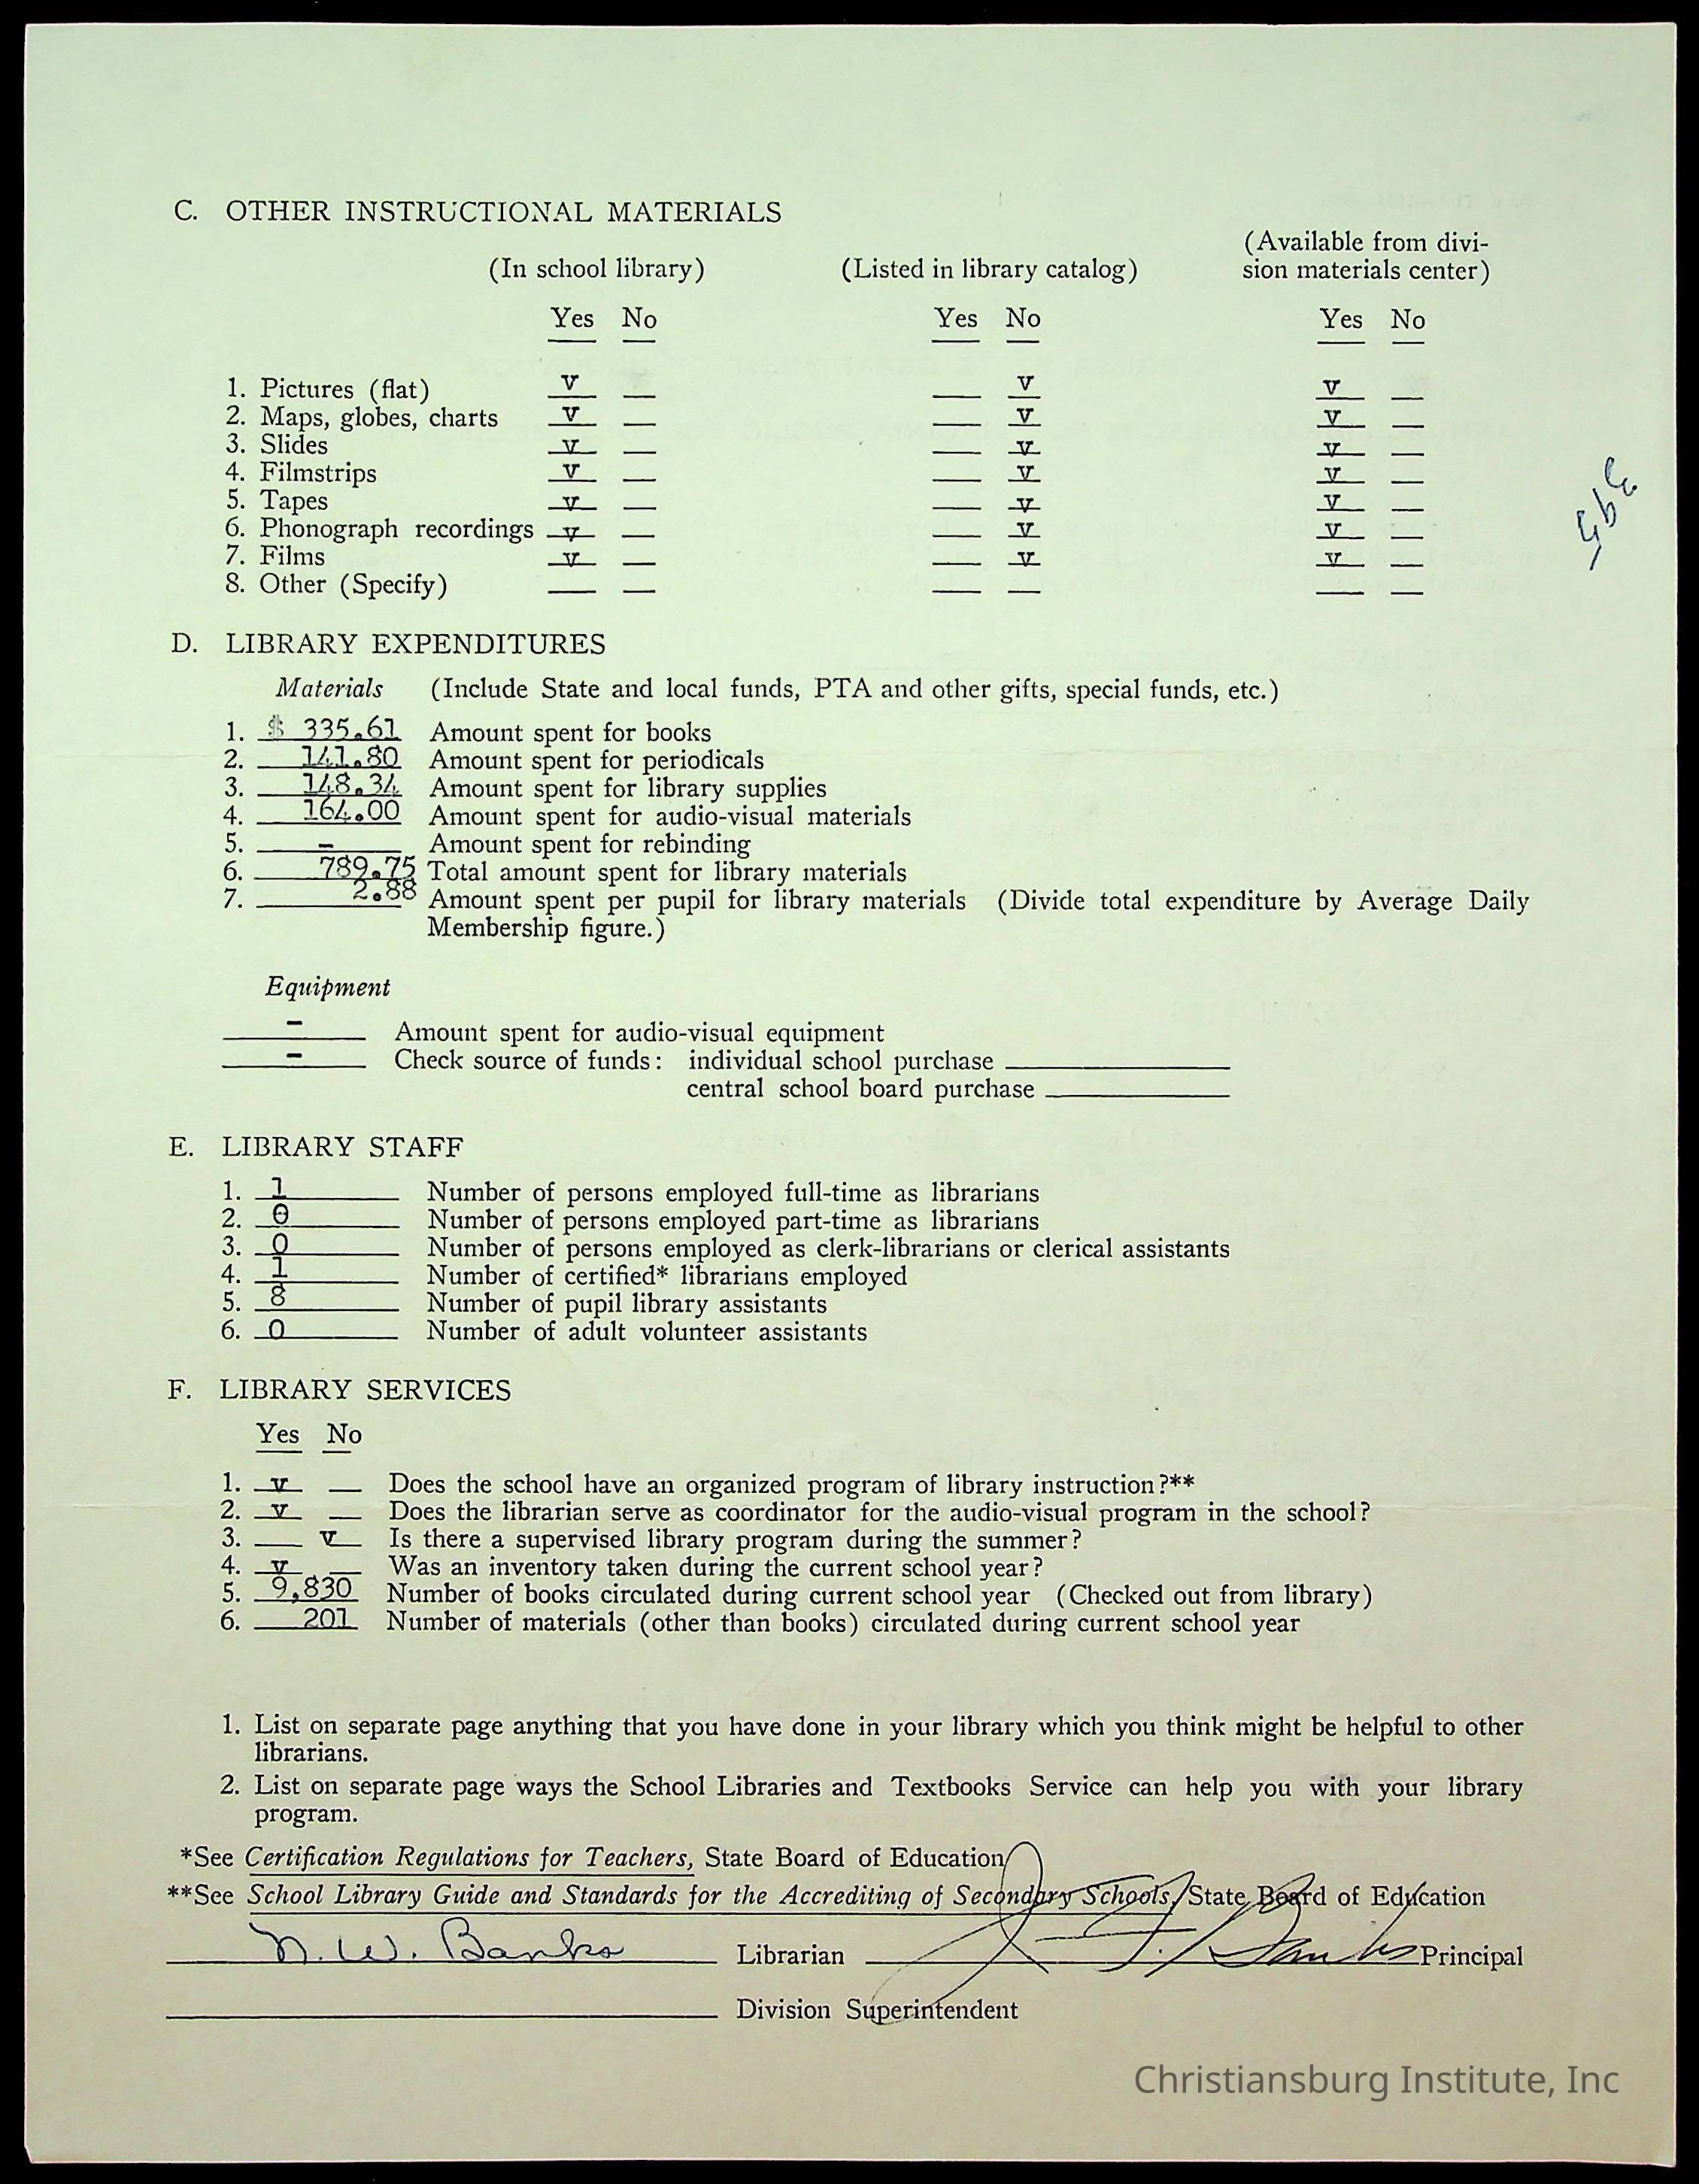 C. OTHER INSTRUCTIONAL MATERIALS
(In school library) (Listed in library catalog) (Available from divi-
sion materials center)
Yes No Yes No Yes No
1. Pictures (flat) v v v
2. Maps, globes, charts v v v
3. Slides v v v
4. Filmstrips v v v
5. Tapes v v v
6. Phonograph recordings v v v
7. Films v v v
8. Other (Specify)
D. LIBRARY EXPENDITURES
Materials (Include State and local funds, PTA and other gifts, special funds, etc.)
1. $ 335.61 Amount spent for books
2. 141.80 Amount spent for periodicals
3. 148.34 Amount spent for library supplies
4. 164.00 Amount spent for audio-visual materials
5. - Amount spent for rebinding
6. 789.75 Total amount spent for library materials
7. 2.88 Amount spent per pupil for library materials (Divide total expenditure by Average Daily
Membership figure.)
Equipment
- Amount spent for audio-visual equipment
- Check source of funds: individual school purchase
central school board purchase
E. LIBRARY STAFF
1. 1 Number of persons employed full-time as librarians
2. 0 Number of persons employed part-time as librarians
3. 0 Number of persons employed as clerk-librarians or clerical assistants
4. 1 Number of certified* librarians employed
5. 8 Number of pupil library assistants
6. 0 Number of adult volunteer assistants
F. LIBRARY SERVICES
Yes No
1. v Does the school have an organized program of library instruction?**
2. v Does the librarian serve as coordinator for the audio-visual program in the school?
3. v Is there a supervised library program during the summer?
4. v Was an inventory taken during the current school year?
5. 9,830 Number of books circulated during current school year (Checked out from library)
6. 201 Number of materials (other than books) circulated during current school year
1. List on separate page anything that you have done in your library which you think might be helpful to other
librarians.
2. List on separate page ways the School Libraries and Textbooks Service can help you with your library
program.
*See Certification Regulations for Teachers, State Board of Education
**See School Library Guide and Standards for the Accrediting of Secondary Schools, State Board of Education
N. W. Banks Librarian Banks Principal
Division Superintendent
Christiansburg Institute, Inc